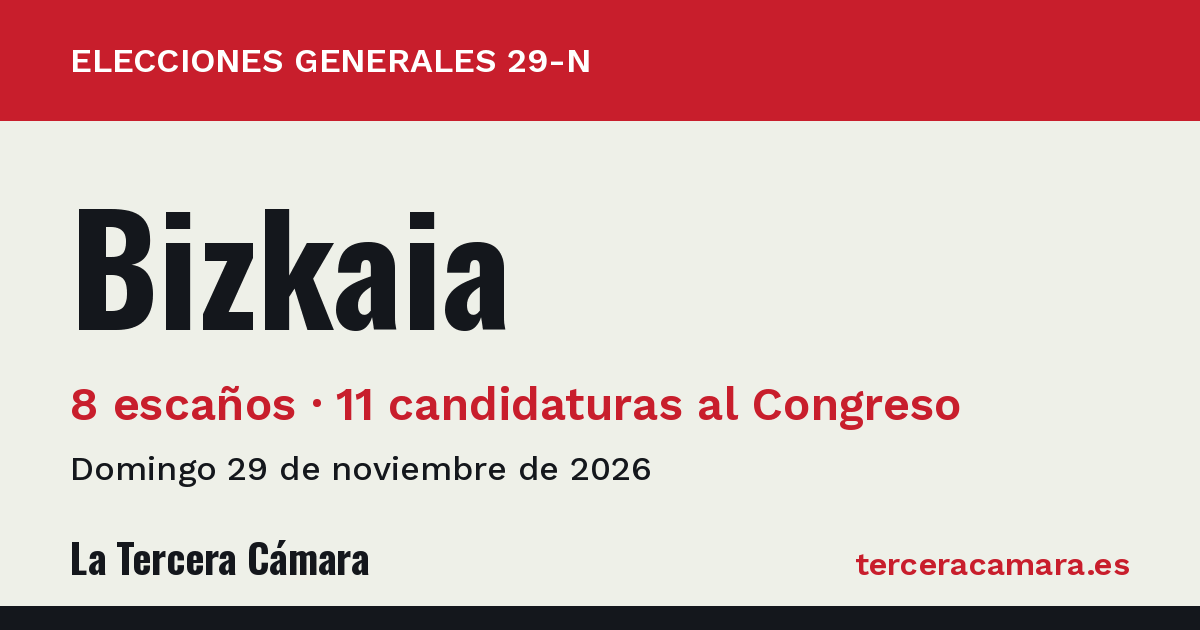 ELECCIONES GENERALES 29-N
Bizkaia
8 escaños · 11 candidaturas al Congreso
Domingo 29 de noviembre de 2026
La Tercera Cámara
terceracamara.es